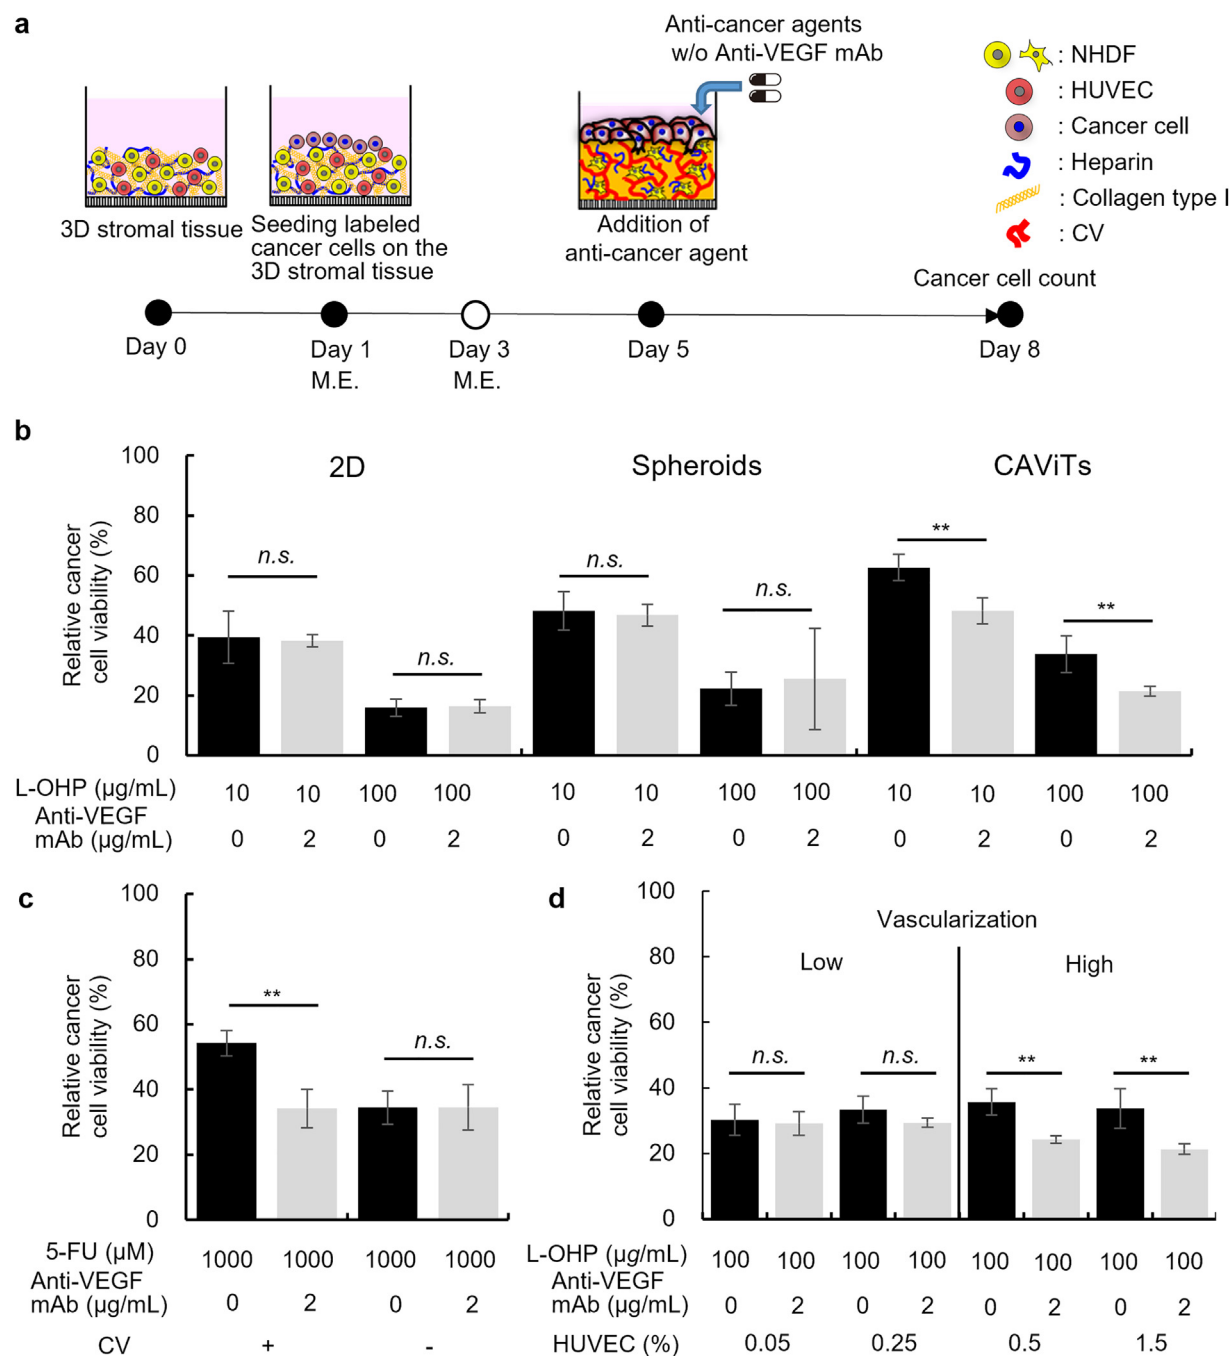 a
Anti-cancer agents
w/o Anti-VEGF mAb
: NHDF
: HUVEC
: Cancer cell
: Heparin
: Collagen type I
: CV
3D stromal tissue
Seeding labeled
cancer cells on the
3D stromal tissue
Addition of
anti-cancer agent
Cancer cell count
Day 0
Day 1
M.E.
Day 3
M.E.
Day 5
Day 8
b
Relative cancer
cell viability (%)
100
80
60
40
20
0
2D
Spheroids
CAViTs
n.s.
n.s.
n.s.
n.s.
**
**
L-OHP (µg/mL) 10 10 100 100 10 10 100 100 10 10 100 100
Anti-VEGF
mAb (µg/mL) 0 2 0 2 0 2 0 2 0 2 0 2
c
Relative cancer
cell viability (%)
100
80
60
40
20
0
**
n.s.
5-FU (µM) 1000 1000 1000 1000
Anti-VEGF
mAb (µg/mL) 0 2 0 2
CV + -
d
Relative cancer
cell viability (%)
100
80
60
40
20
0
Vascularization
Low
High
n.s.
n.s.
**
**
L-OHP (µg/mL) 100 100 100 100 100 100 100 100
Anti-VEGF
mAb (µg/mL) 0 2 0 2 0 2 0 2
HUVEC (%) 0.05 0.25 0.5 1.5